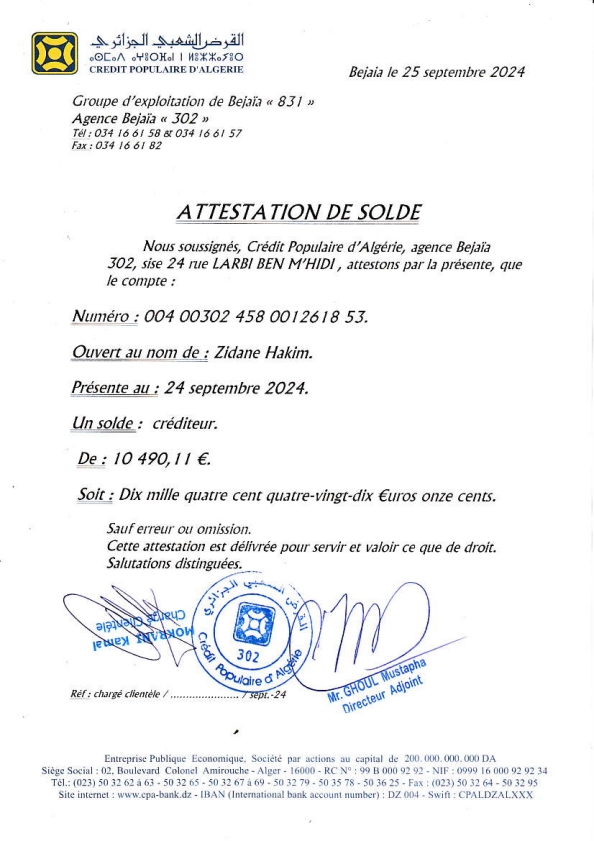 القرض الشعبي الجزائري
ⴰⵙⵎⴰⴷ ⴰⵖⴻⵔⴼⴰⵏ ⵏ ⵍⴻⵣⵣⴰⵢⴻⵔ
CREDIT POPULAIRE D'ALGERIE
Bejaia le 25 septembre 2024
Groupe d'exploitation de Bejaïa « 831 »
Agence Bejaïa « 302 »
Tél : 034 16 61 58 & 034 16 61 57
Fax : 034 16 61 82
ATTESTATION DE SOLDE
Nous soussignés, Crédit Populaire d'Algérie, agence Bejaïa
302, sise 24 rue LARBI BEN M'HIDI , attestons par la présente, que
le compte :
Numéro : 004 00302 458 0012618 53.
Ouvert au nom de : Zidane Hakim.
Présente au : 24 septembre 2024.
Un solde : créditeur.
De : 10 490,11 €.
Soit : Dix mille quatre cent quatre-vingt-dix €uros onze cents.
Sauf erreur ou omission.
Cette attestation est délivrée pour servir et valoir ce que de droit.
Salutations distinguées.
MOKRANI Kamal
Chargé Clientèle
القرض الشعبي الجزائري
302
Crédit Populaire d'Algérie
Mr. GHOUL Mustapha
Directeur Adjoint
Réf : chargé clientèle / ...................... / sept.-24
Entreprise Publique Economique, Société par actions au capital de 200.000.000.000 DA
Siège Social : 02, Boulevard Colonel Amirouche - Alger - 16000 - RC N° : 99 B 000 92 92 - NIF : 0999 16 000 92 92 34
Tél.: (023) 50 32 62 à 63 - 50 32 65 - 50 32 67 à 69 - 50 32 79 - 50 35 78 - 50 36 25 - Fax : (023) 50 32 64 - 50 32 95
Site internet : www.cpa-bank.dz - IBAN (International bank account number) : DZ 004 - Swift : CPALDZALXXX